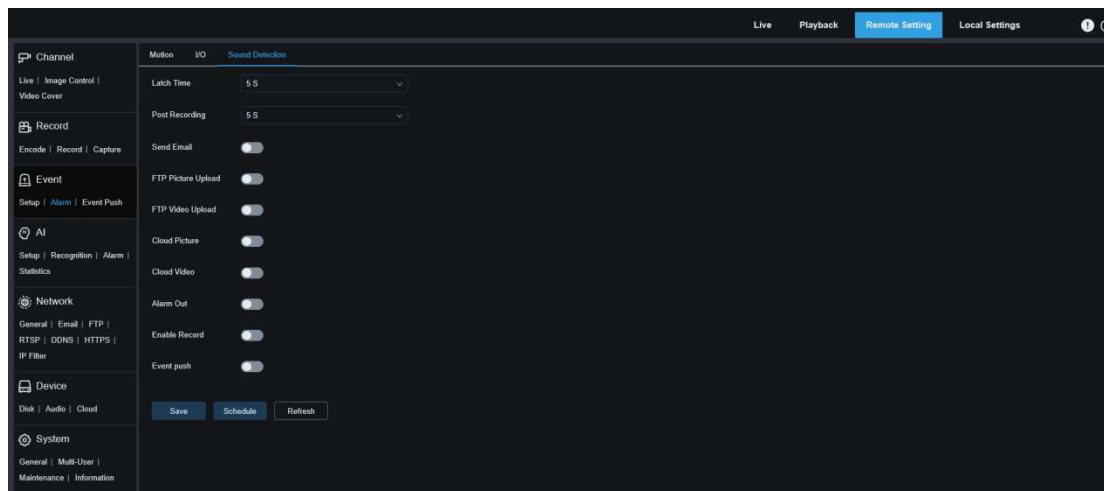 Live Playback Remote Setting Local Settings
Channel
Live | Image Control |
Video Cover
Record
Encode | Record | Capture
Event
Setup | Alarm | Event Push
AI
Setup | Recognition | Alarm |
Statistics
Network
General | Email | FTP |
RTSP | DDNS | HTTPS |
IP Filter
Device
Disk | Audio | Cloud
System
General | Multi-User |
Maintenance | Information
Motion I/O Sound Detection
Latch Time 5 S
Post Recording 5 S
Send Email
FTP Picture Upload
FTP Video Upload
Cloud Picture
Cloud Video
Alarm Out
Enable Record
Event push
Save Schedule Refresh